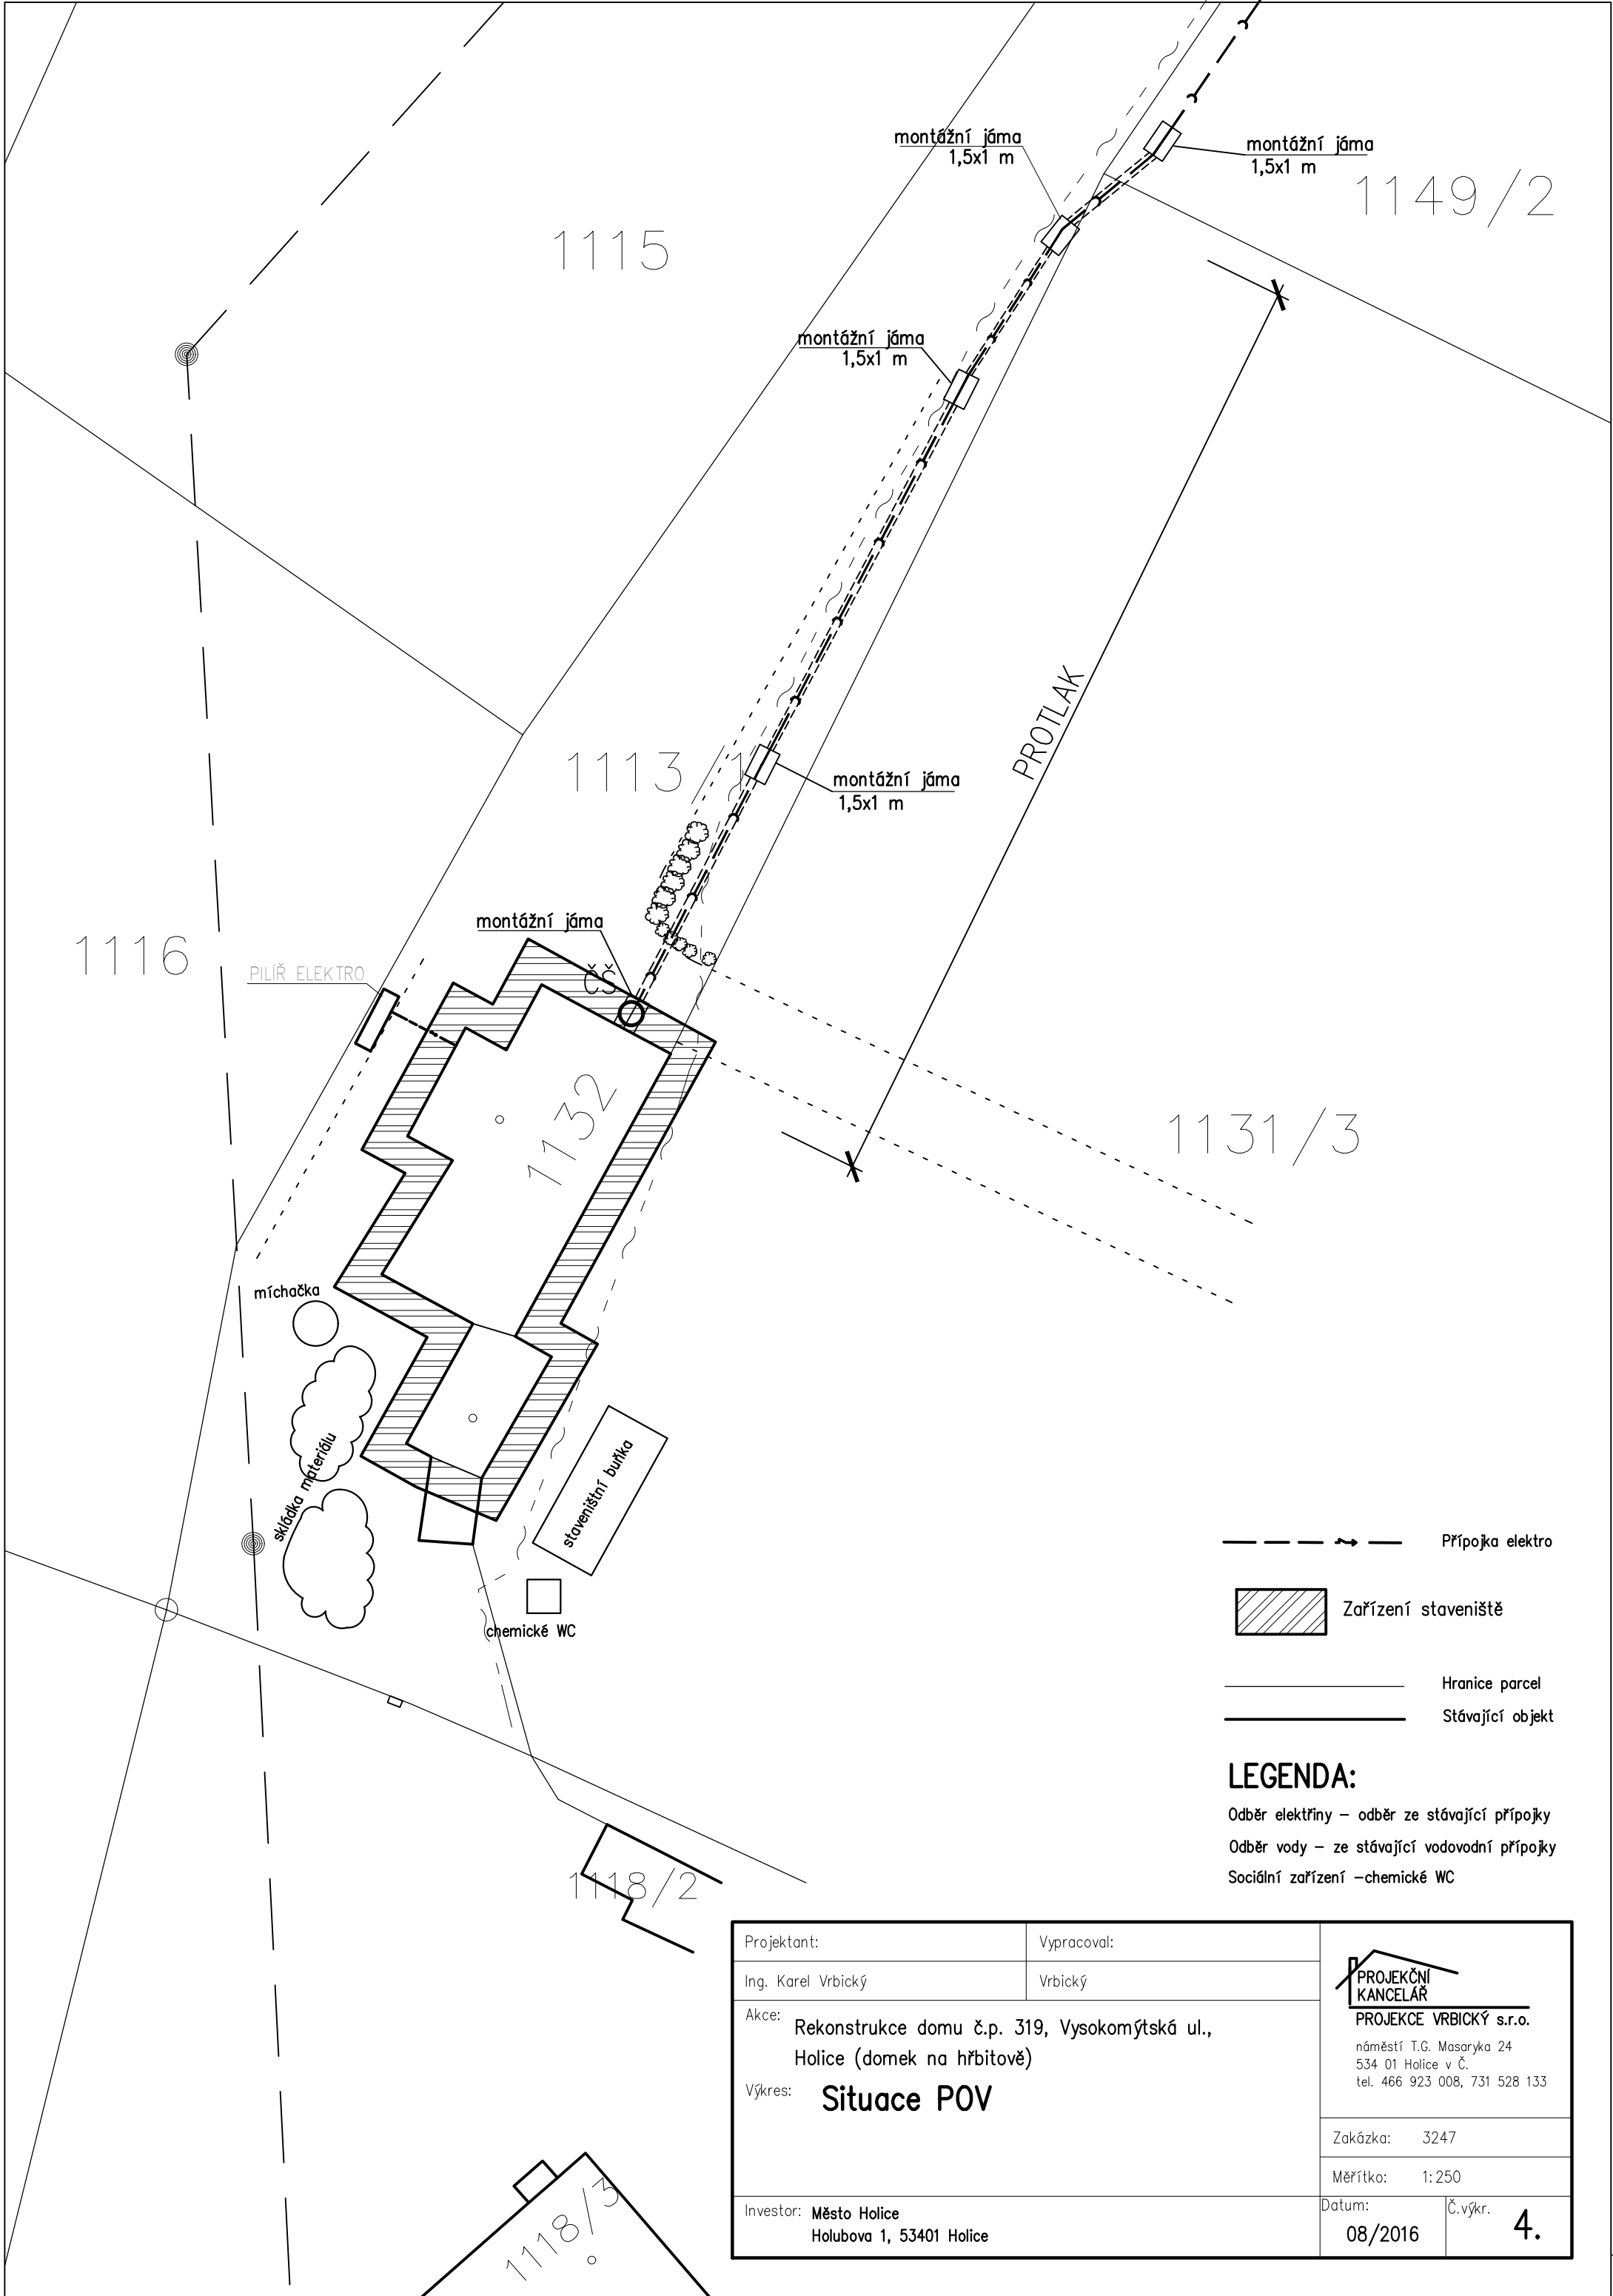 montážní jáma
1,5x1 m
montážní jáma
1,5x1 m
1149/2
1115
montážní jáma
1,5x1 m
PROTLAK
1113 1
montážní jáma
1,5x1 m
montážní jáma
1116
PILÍŘ ELEKTRO
ČŠ
1132
1131/3
míchačka
skládka materiálu
staveništní buňka
chemické WC
Přípojka elektro
Zařízení staveniště
Hranice parcel
Stávající objekt
LEGENDA:
Odběr elektřiny – odběr ze stávající přípojky
Odběr vody – ze stávající vodovodní přípojky
Sociální zařízení –chemické WC
1118/2
1118/3
Projektant:
Vypracoval:
Ing. Karel Vrbický
Vrbický
Akce:
Rekonstrukce domu č.p. 319, Vysokomýtská ul.,
Holice (domek na hřbitově)
Výkres:
Situace POV
Investor:
Město Holice
Holubova 1, 53401 Holice
PROJEKČNÍ
KANCELÁŘ
PROJEKCE VRBICKÝ s.r.o.
náměstí T.G. Masaryka 24
534 01 Holice v Č.
tel. 466 923 008, 731 528 133
Zakázka: 3247
Měřítko: 1:250
Datum:
08/2016
Č.výkr.
4.